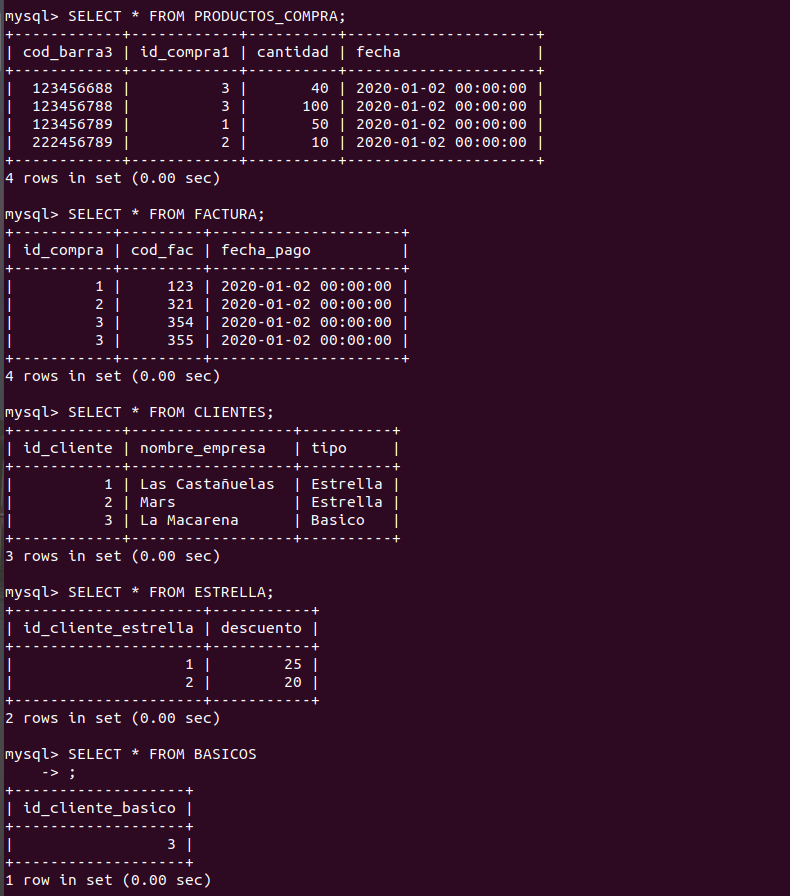 mysql> SELECT * FROM PRODUCTOS_COMPRA;
+------------+------------+----------+---------------------+
| cod_barra3 | id_compra1 | cantidad | fecha               |
+------------+------------+----------+---------------------+
|  123456688 |          3 |       40 | 2020-01-02 00:00:00 |
|  123456788 |          3 |      100 | 2020-01-02 00:00:00 |
|  123456789 |          1 |       50 | 2020-01-02 00:00:00 |
|  222456789 |          2 |       10 | 2020-01-02 00:00:00 |
+------------+------------+----------+---------------------+
4 rows in set (0.00 sec)

mysql> SELECT * FROM FACTURA;
+-----------+---------+---------------------+
| id_compra | cod_fac | fecha_pago          |
+-----------+---------+---------------------+
|         1 |     123 | 2020-01-02 00:00:00 |
|         2 |     321 | 2020-01-02 00:00:00 |
|         3 |     354 | 2020-01-02 00:00:00 |
|         3 |     355 | 2020-01-02 00:00:00 |
+-----------+---------+---------------------+
4 rows in set (0.00 sec)

mysql> SELECT * FROM CLIENTES;
+------------+------------------+----------+
| id_cliente | nombre_empresa   | tipo     |
+------------+------------------+----------+
|          1 | Las Castañuelas  | Estrella |
|          2 | Mars             | Estrella |
|          3 | La Macarena      | Basico   |
+------------+------------------+----------+
3 rows in set (0.00 sec)

mysql> SELECT * FROM ESTRELLA;
+---------------------+-----------+
| id_cliente_estrella | descuento |
+---------------------+-----------+
|                   1 |        25 |
|                   2 |        20 |
+---------------------+-----------+
2 rows in set (0.00 sec)

mysql> SELECT * FROM BASICOS
    -> ;
+-------------------+
| id_cliente_basico |
+-------------------+
|                 3 |
+-------------------+
1 row in set (0.00 sec)